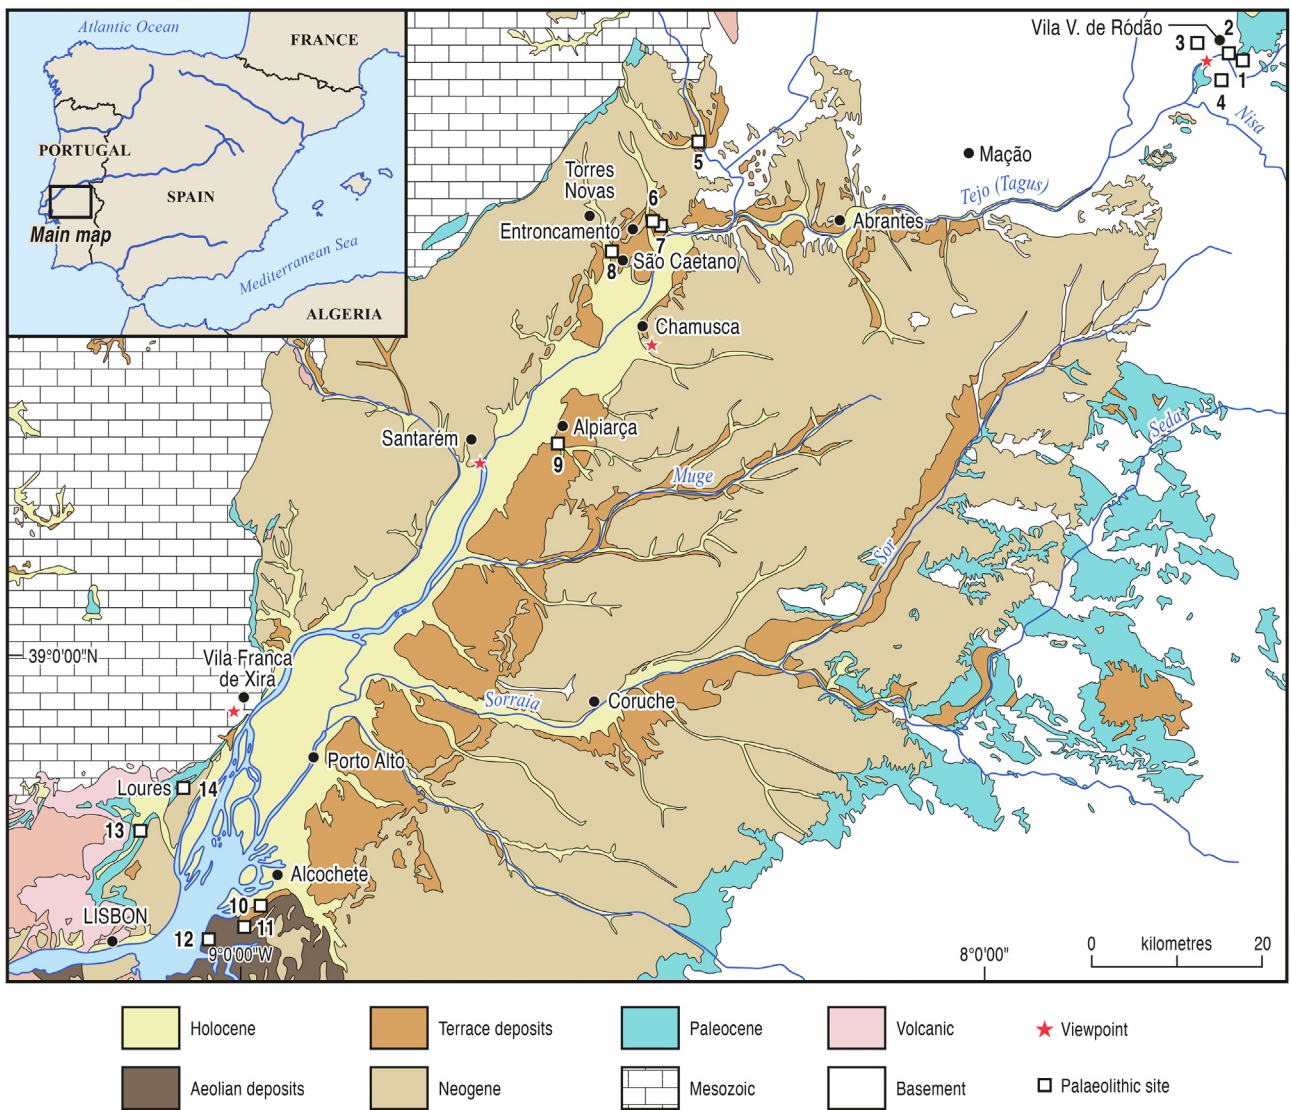 Atlantic Ocean
FRANCE
PORTUGAL
SPAIN
Main map
Mediterranean Sea
ALGERIA
Vila V. de Ródão
2
3
1
4
Nisa
5
Mação
Torres
Novas
6
Tejo (Tagus)
Entroncamento
Abrantes
7
8
São Caetano
Chamusca
Santarém
Alpiarça
9
Seda
Muge
Sor
39°0'00"N
Vila Franca
de Xira
Sorraia
Coruche
Porto Alto
Loures
14
13
Alcochete
10
LISBON
11
12
9°0'00"W
8°0'00"
0 kilometres 20
Holocene
Terrace deposits
Paleocene
Volcanic
Viewpoint
Aeolian deposits
Neogene
Mesozoic
Basement
Palaeolithic site